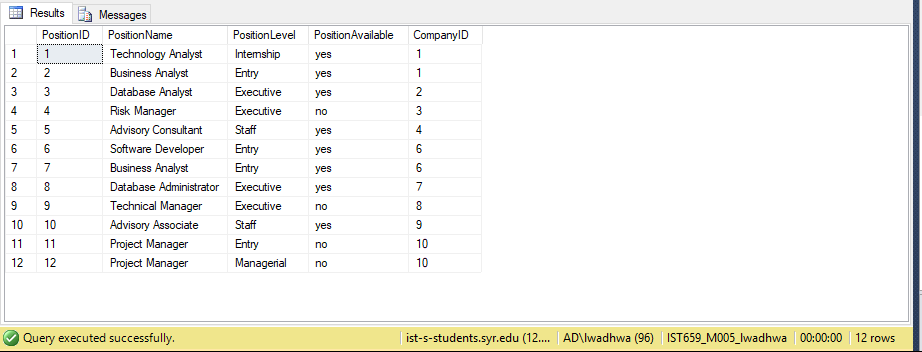 Results Messages
PositionID PositionName PositionLevel PositionAvailable CompanyID
1 1 Technology Analyst Internship yes 1
2 2 Business Analyst Entry yes 1
3 3 Database Analyst Executive yes 2
4 4 Risk Manager Executive no 3
5 5 Advisory Consultant Staff yes 4
6 6 Software Developer Entry yes 6
7 7 Business Analyst Entry yes 6
8 8 Database Administrator Executive yes 7
9 9 Technical Manager Executive no 8
10 10 Advisory Associate Staff yes 9
11 11 Project Manager Entry no 10
12 12 Project Manager Managerial no 10
Query executed successfully. ist-s-students.syr.edu (12.... AD\lwadhwa (96) IST659_M005_lwadhwa 00:00:00 12 rows